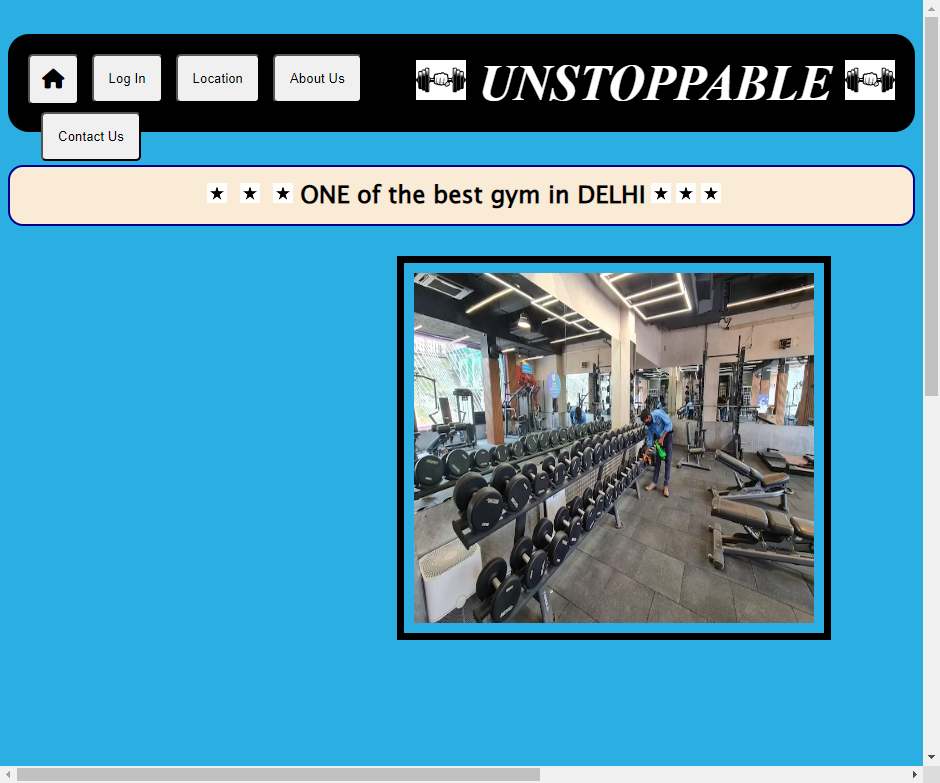 Log In
Location
About Us
UNSTOPPABLE
Contact Us
★ ★ ★ ONE of the best gym in DELHI ★ ★ ★